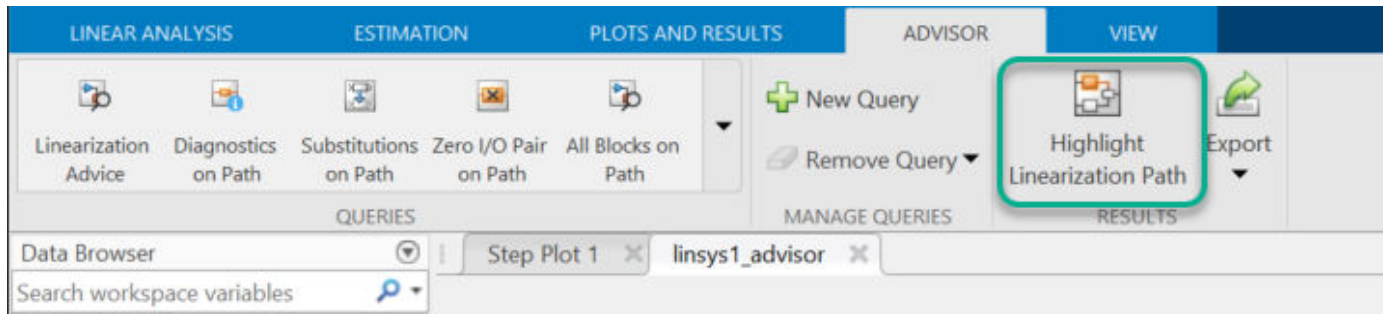 LINEAR ANALYSIS ESTIMATION PLOTS AND RESULTS ADVISOR VIEW
Linearization Advice
Diagnostics on Path
Substitutions on Path
Zero I/O Pair on Path
All Blocks on Path
New Query
Remove Query
Highlight
Linearization Path
Export
QUERIES MANAGE QUERIES RESULTS
Data Browser
Step Plot 1
linsys1_advisor
Search workspace variables